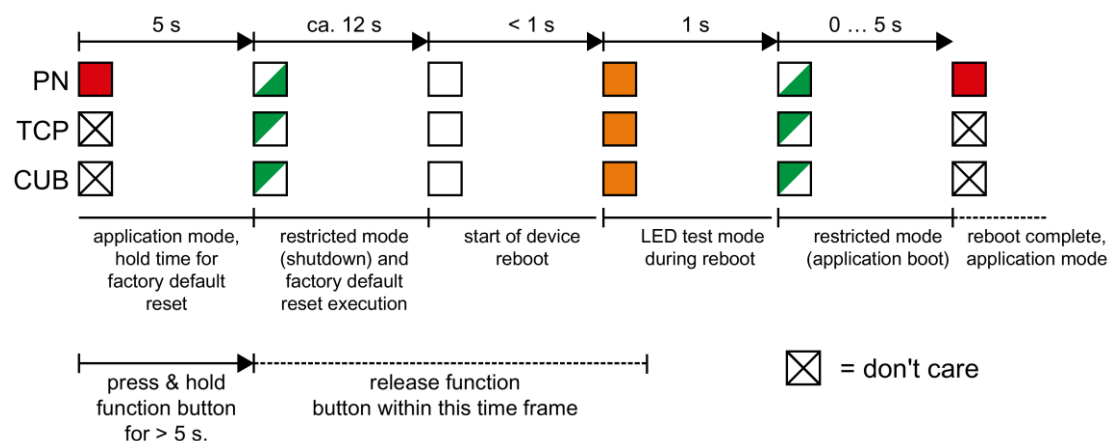 5 s
ca. 12 s
< 1 s
1 s
0 … 5 s
PN
TCP
CUB
application mode,
hold time for
factory default
reset
restricted mode
(shutdown) and
factory default
reset execution
start of device
reboot
LED test mode
during reboot
restricted mode
(application boot)
reboot complete,
application mode
press & hold
function button
for > 5 s.
release function
button within this time frame
= don't care